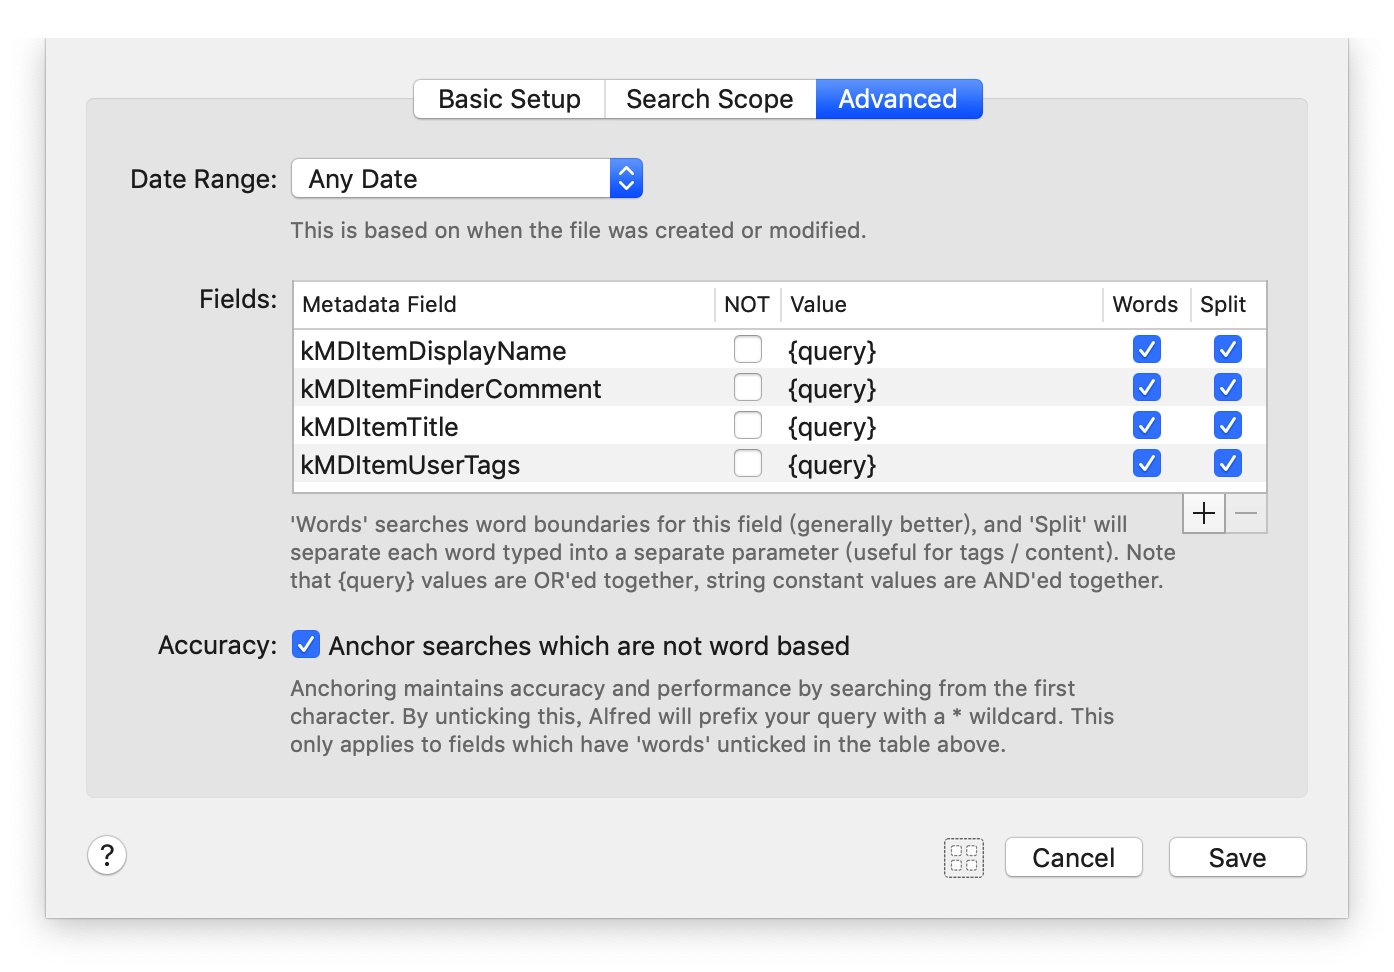 Basic Setup Search Scope Advanced
Date Range: Any Date
This is based on when the file was created or modified.
Fields: Metadata Field NOT Value Words Split
kMDItemDisplayName {query}
kMDItemFinderComment {query}
kMDItemTitle {query}
kMDItemUserTags {query}
'Words' searches word boundaries for this field (generally better), and 'Split' will
separate each word typed into a separate parameter (useful for tags / content). Note
that {query} values are OR'ed together, string constant values are AND'ed together.
Accuracy: Anchor searches which are not word based
Anchoring maintains accuracy and performance by searching from the first
character. By unticking this, Alfred will prefix your query with a * wildcard. This
only applies to fields which have 'words' unticked in the table above.
? Cancel Save